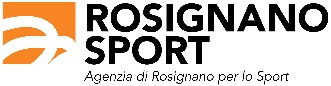 ROSIGNANO
SPORT
Agenzia di Rosignano per lo Sport